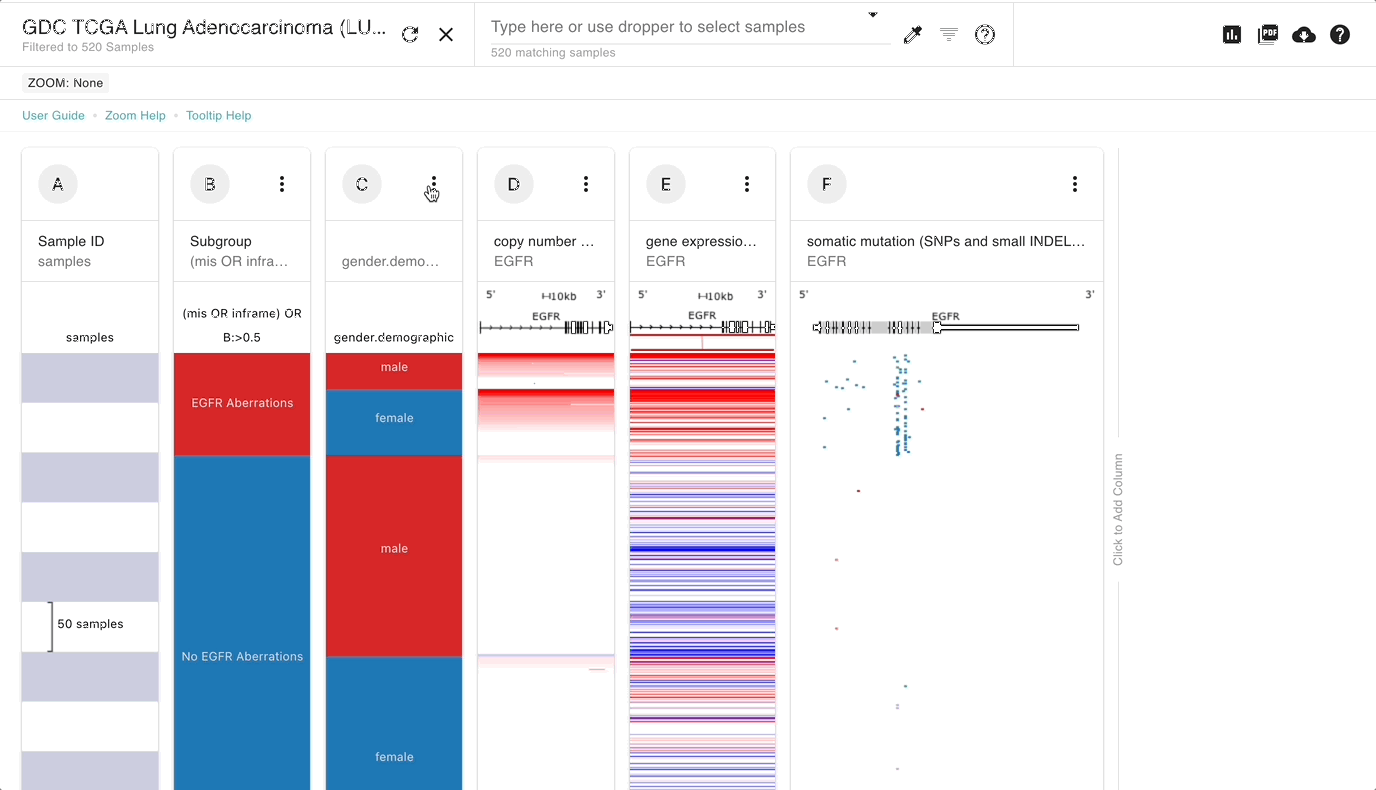 GDC TCGA Lung Adenocarcinoma (LU...
Filtered to 520 Samples
Type here or use dropper to select samples
520 matching samples
PDF
?
?
ZOOM: None
User Guide • Zoom Help • Tooltip Help
A
Sample ID
samples
samples
50 samples
B
Subgroup
(mis OR infra...
(mis OR inframe) OR
B:>0.5
EGFR Aberrations
No EGFR Aberrations
C
gender.demo...
gender.demographic
male
female
male
female
D
copy number ...
EGFR
5' 10kb 3'
EGFR
E
gene expressio...
EGFR
5' 10kb 3'
EGFR
F
somatic mutation (SNPs and small INDEL...
EGFR
5' 3'
EGFR
Click to Add Column